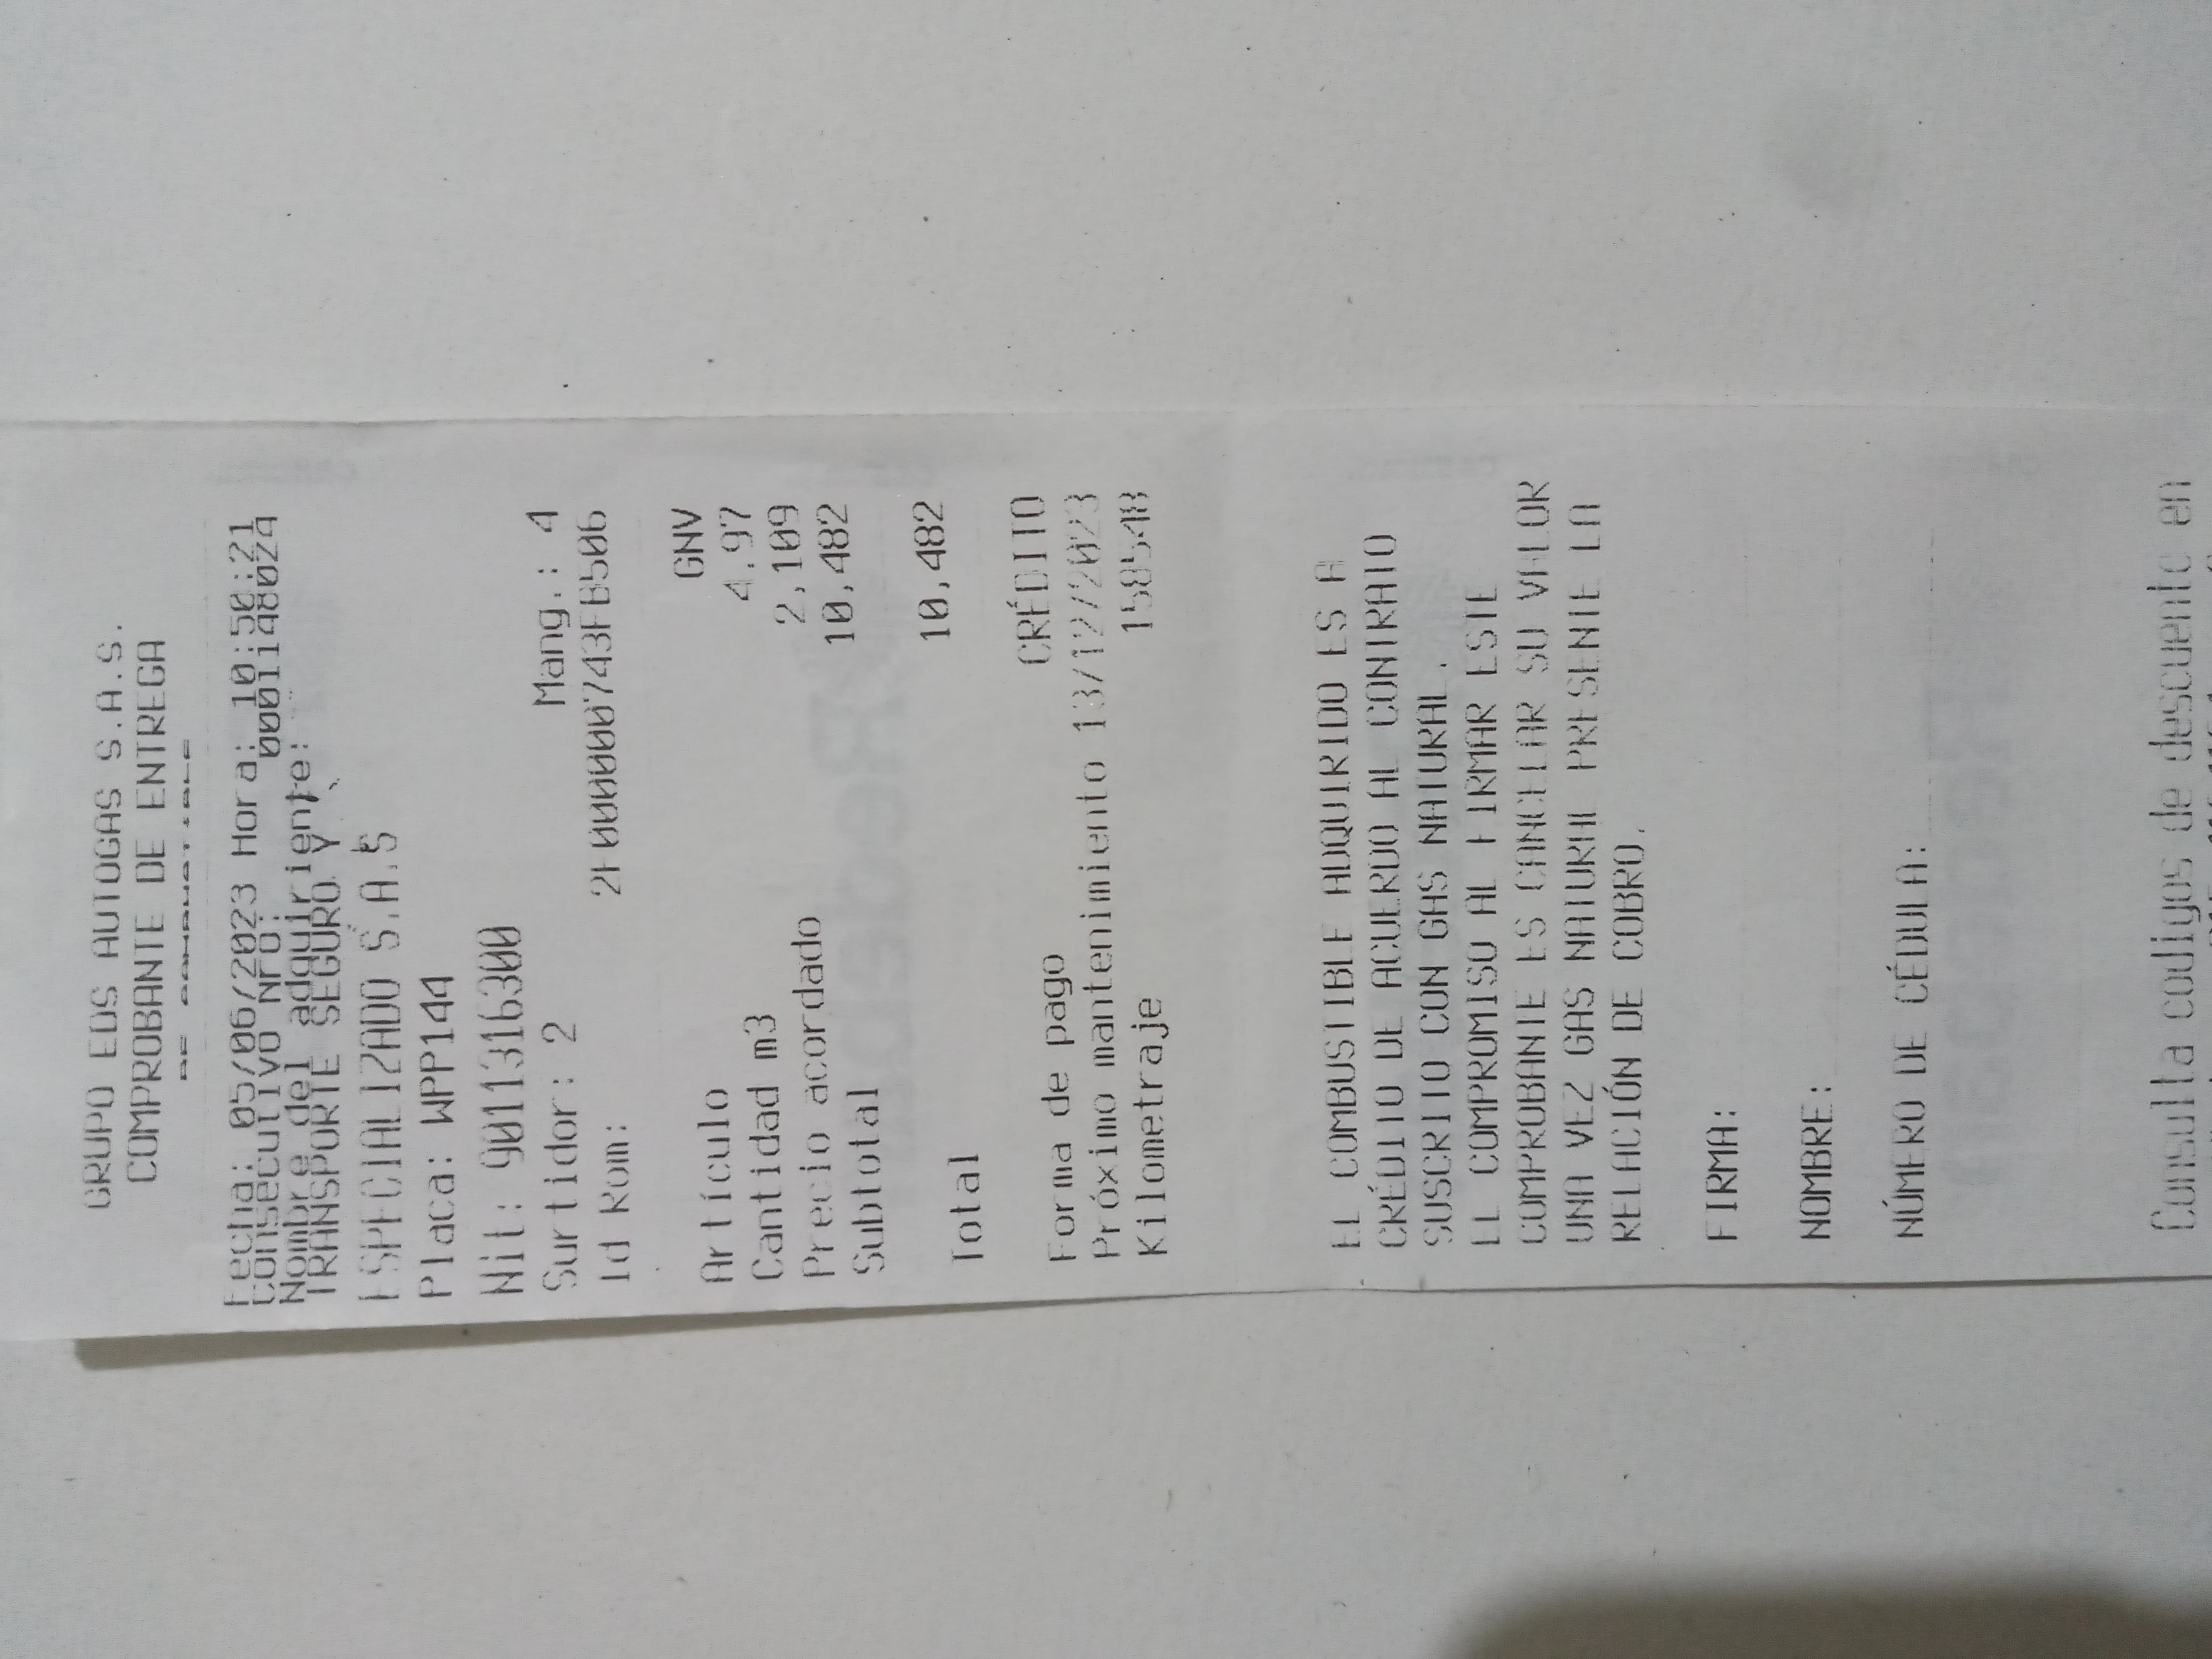 GRUPO EDS AUTOGAS S.A.S.
COMPROBANTE DE ENTREGA
DE COMBUSTIBLE
Fecha: 05/06/2023 Hora: 10:50:21
Consecutivo Nro: 0001148024
Nombre del adquiriente:
TRANSPORTE SEGURO Y
ESPECIALIZADO S.A.S
Placa: WPP144
Nit: 9011316300
Surtidor: 2 Mang.: 4
Id Rom: 2F000000743FB506
Artículo GNV
Cantidad m3 4.97
Precio acordado 2,109
Subtotal 10,482
Total 10,482
Forma de pago CRÉDITO
Próximo mantenimiento 13/12/2023
Kilometraje 158548
EL COMBUSTIBLE ADQUIRIDO ES A
CRÉDITO DE ACUERDO AL CONTRATO
SUSCRITO CON GAS NATURAL.
EL COMPROMISO AL FIRMAR ESTE
COMPROBANTE ES CANCELAR SU VALOR
UNA VEZ GAS NATURAL PRESENTE LA
RELACIÓN DE COBRO.
FIRMA:
NOMBRE:
NÚMERO DE CÉDULA:
Consulta codigos de descuento en